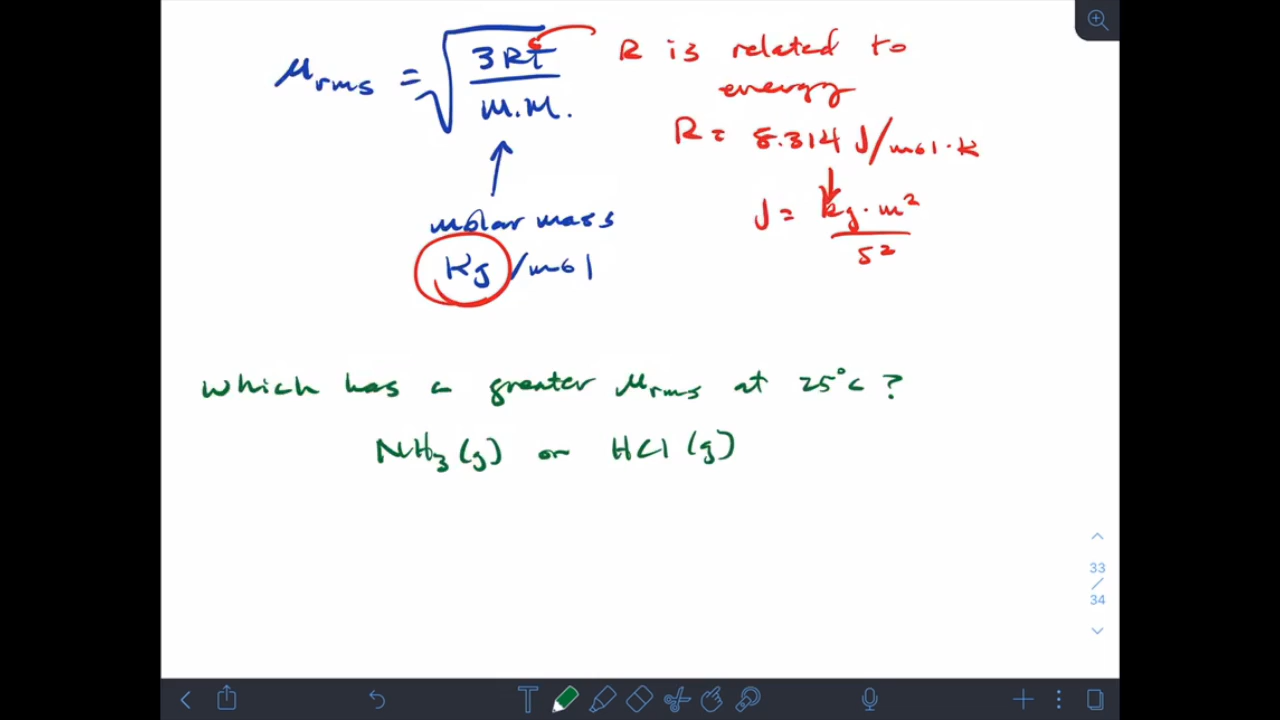 μrms = √(3RT / M.M.)
R is related to
energy
R = 8.314 J/mol·K
J = kg·m² / s²
molar mass
Kg/mol
which has a greater μrms at 25°C?
NH₃(g) or HCl(g)
33
/
34
T